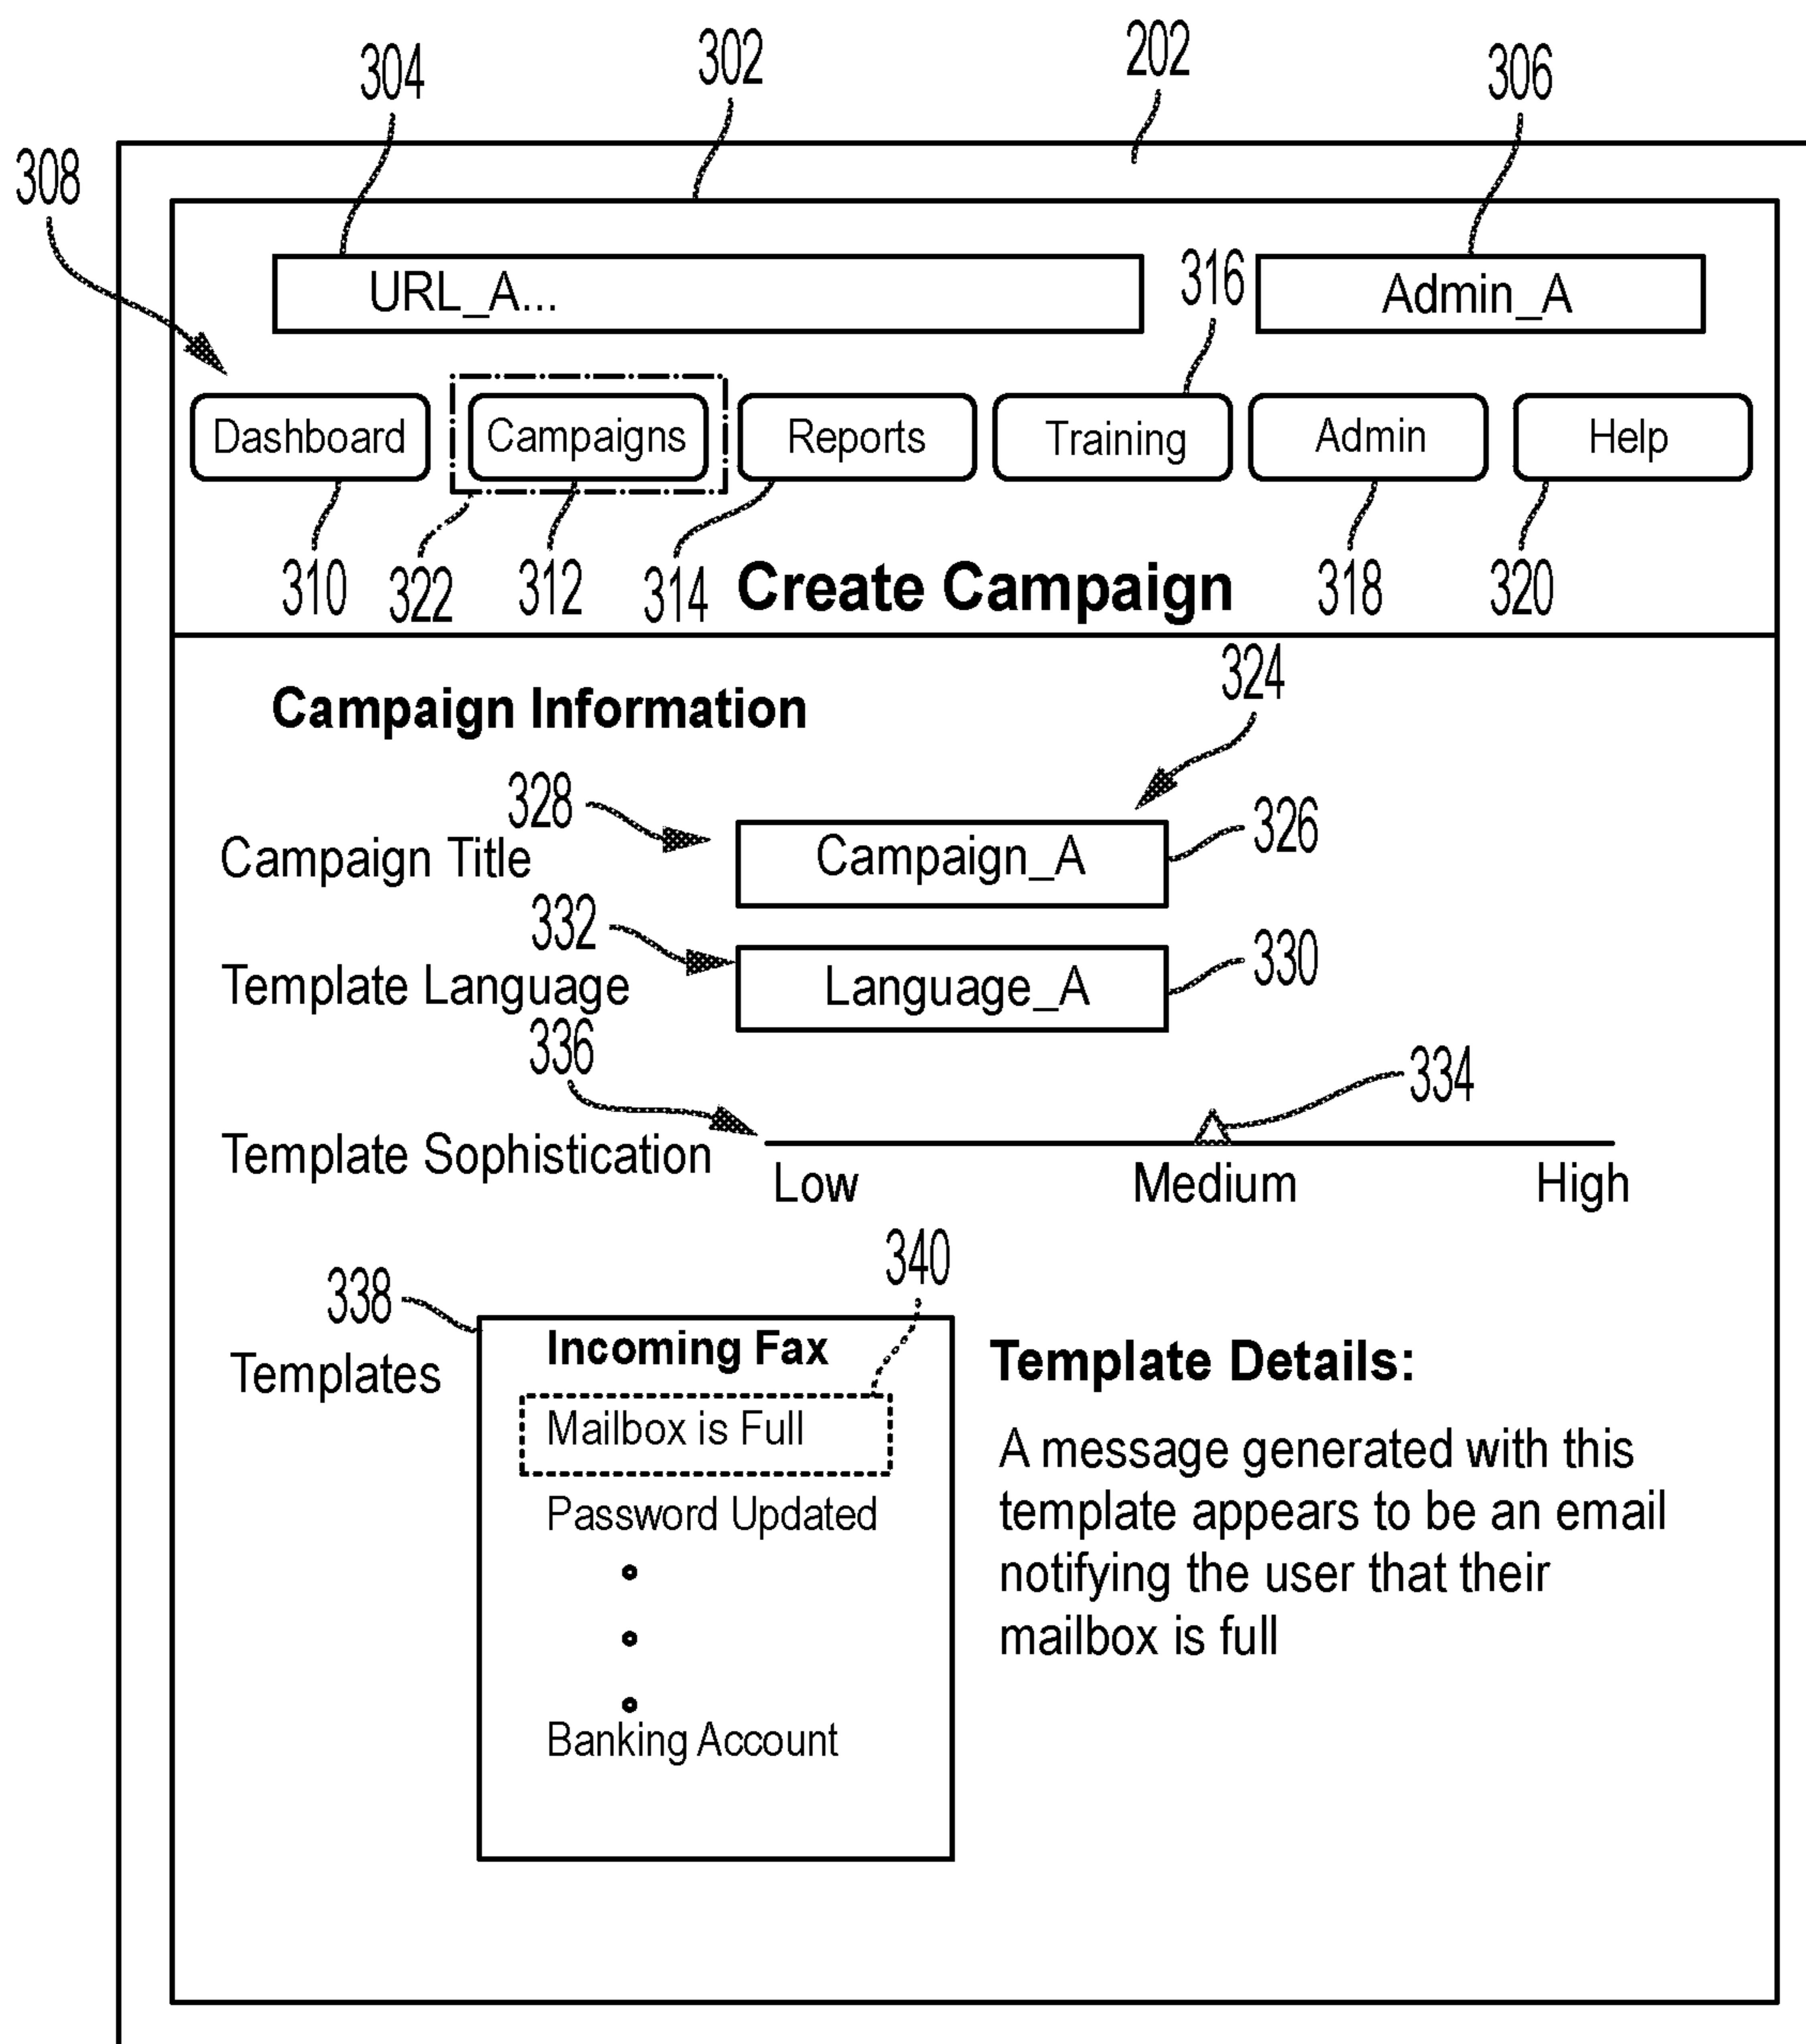 304 302 202 306
308
URL_A... 316 Admin_A
Dashboard Campaigns Reports Training Admin Help
310 322 312 314 Create Campaign 318 320
324
Campaign Information
328 326
Campaign Title Campaign_A
332 330
Template Language Language_A
336 334
Template Sophistication
Low Medium High
340
338
Templates Incoming Fax Template Details:
Mailbox is Full
A message generated with this
Password Updated template appears to be an email
notifying the user that their
mailbox is full
Banking Account